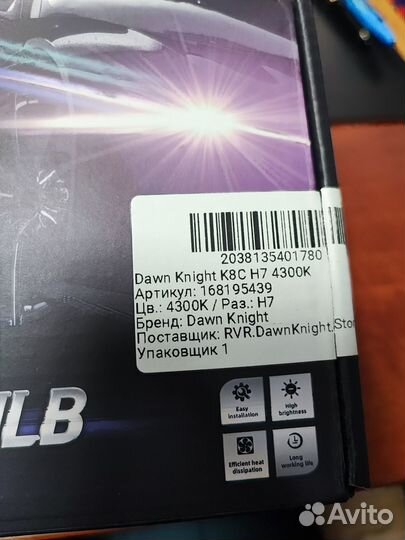 2038135401780
Dawn Knight K8C H7 4300K
Артикул: 168195439
Цв.: 4300K / Раз.: H7
Бренд: Dawn Knight
Поставщик: RVR.DawnKnight.Stor
Упаковщик 1
LB
Easy
installation
High
brightness
Efficient heat
dissipation
Long
working life
Avito